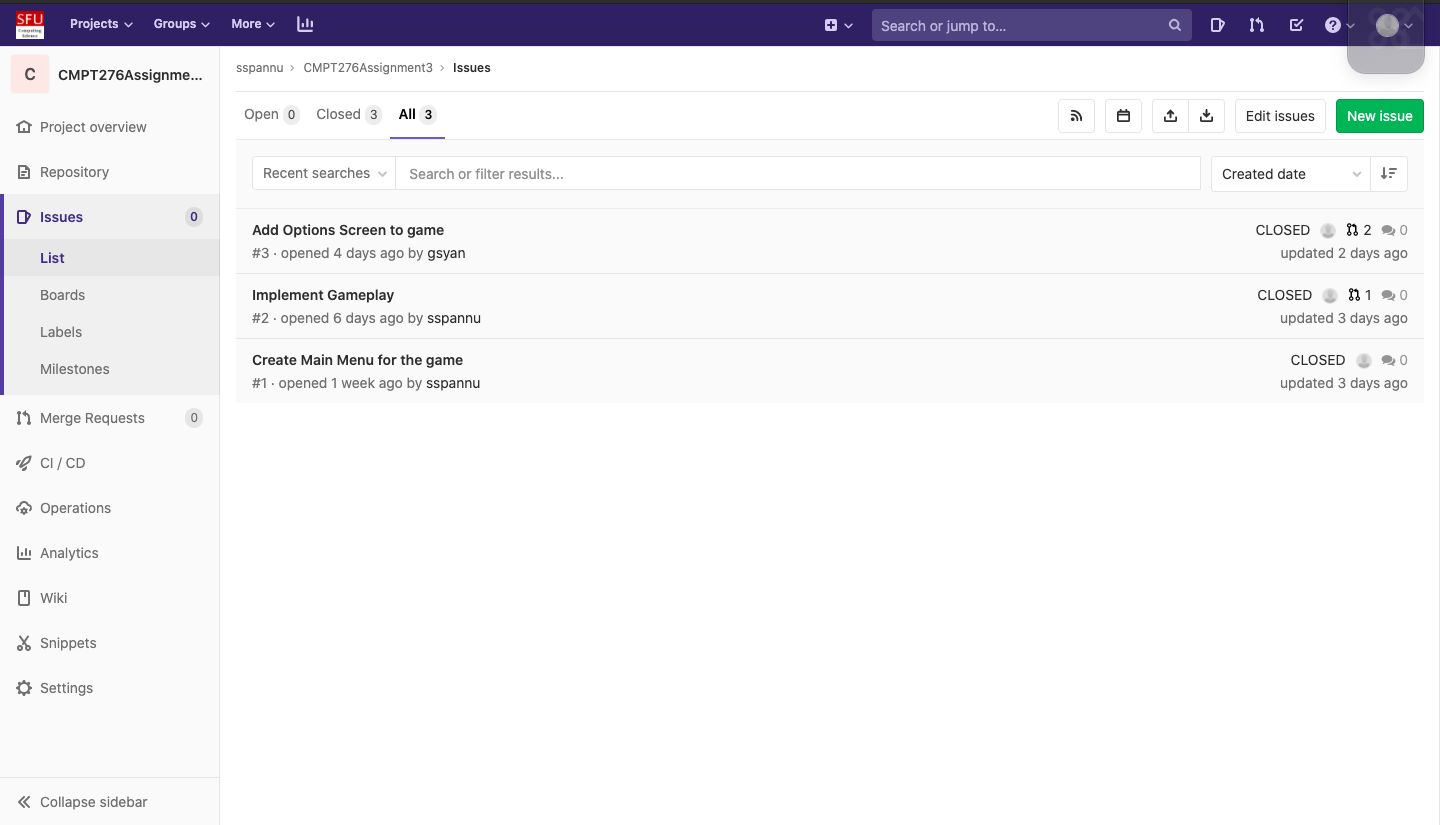 SFU
Computing
Science
Projects
Groups
More
Search or jump to...
C
CMPT276Assignme...
Project overview
Repository
Issues 0
List
Boards
Labels
Milestones
Merge Requests 0
CI / CD
Operations
Analytics
Wiki
Snippets
Settings
Collapse sidebar
sspannu › CMPT276Assignment3 › Issues
Open 0 Closed 3 All 3
Edit issues
New issue
Recent searches
Search or filter results...
Created date
Add Options Screen to game
CLOSED 2 0
#3 · opened 4 days ago by gsyan
updated 2 days ago
Implement Gameplay
CLOSED 1 0
#2 · opened 6 days ago by sspannu
updated 3 days ago
Create Main Menu for the game
CLOSED 0
#1 · opened 1 week ago by sspannu
updated 3 days ago